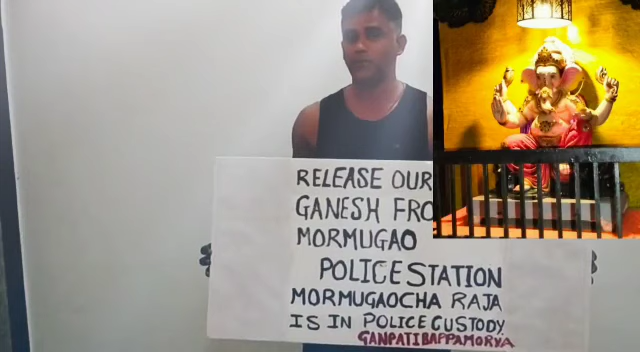 RELEASE OUR
GANESH FRO
MORMUGAO
POLICE STATION
MORMUGAOCHA RAJA
IS IN POLICE CUSTODY.
GANPATI BAPPA MORYA